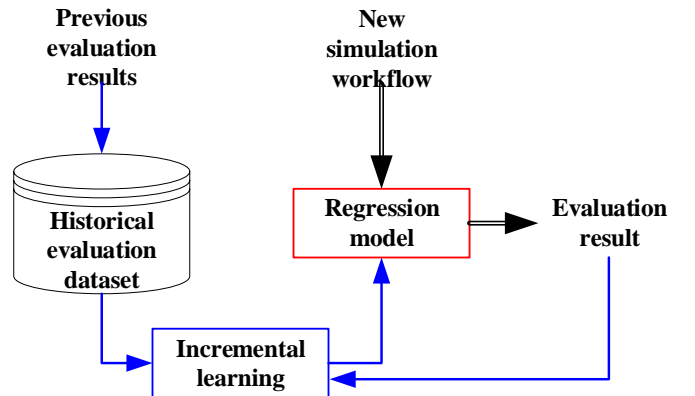 Previous
evaluation
results
New
simulation
workflow
Historical
evaluation
dataset
Regression
model
Evaluation
result
Incremental
learning